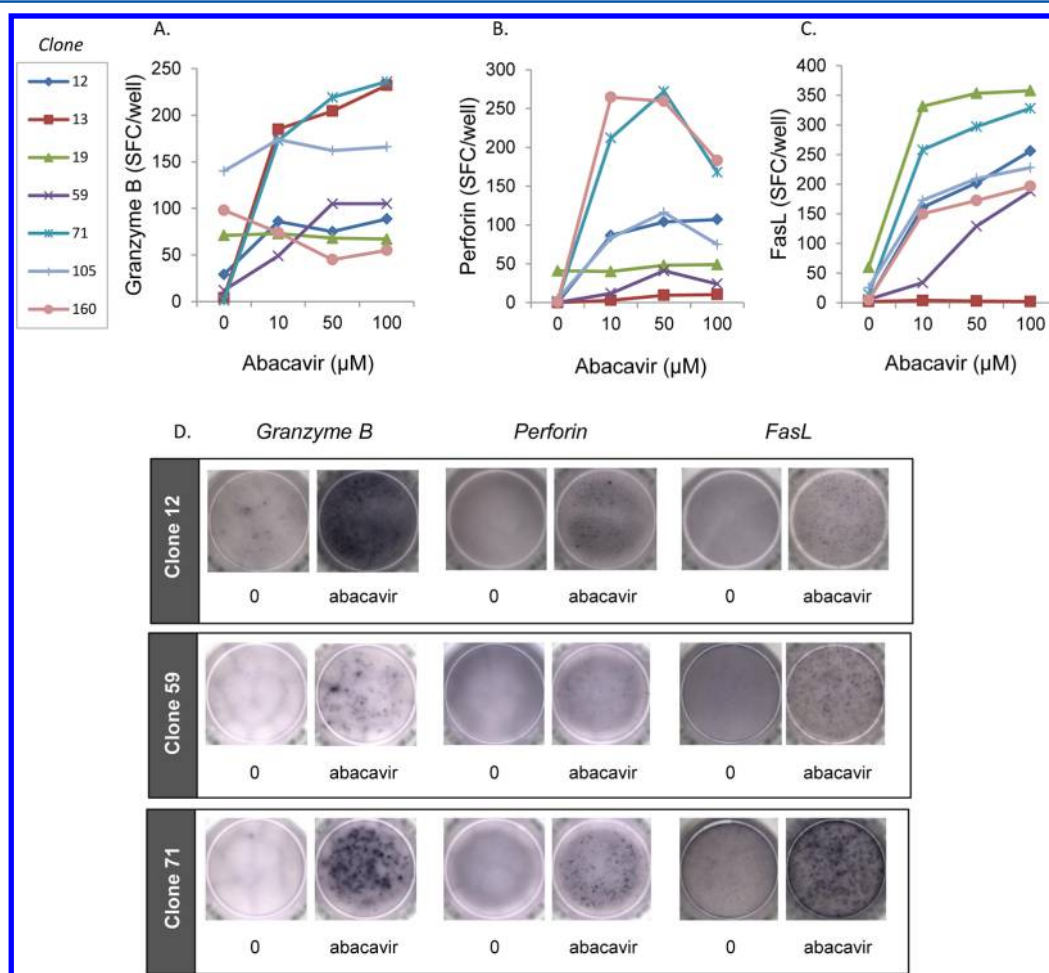 Clone
12
13
19
59
71
105
160
A.
Granzyme B (SFC/well)
250
200
150
100
50
0
0 10 50 100
Abacavir (µM)
B.
Perforin (SFC/well)
300
250
200
150
100
50
0
0 10 50 100
Abacavir (µM)
C.
FasL (SFC/well)
400
350
300
250
200
150
100
50
0
0 10 50 100
Abacavir (µM)
D.
Granzyme B Perforin FasL
Clone 12
0 abacavir 0 abacavir 0 abacavir
Clone 59
0 abacavir 0 abacavir 0 abacavir
Clone 71
0 abacavir 0 abacavir 0 abacavir